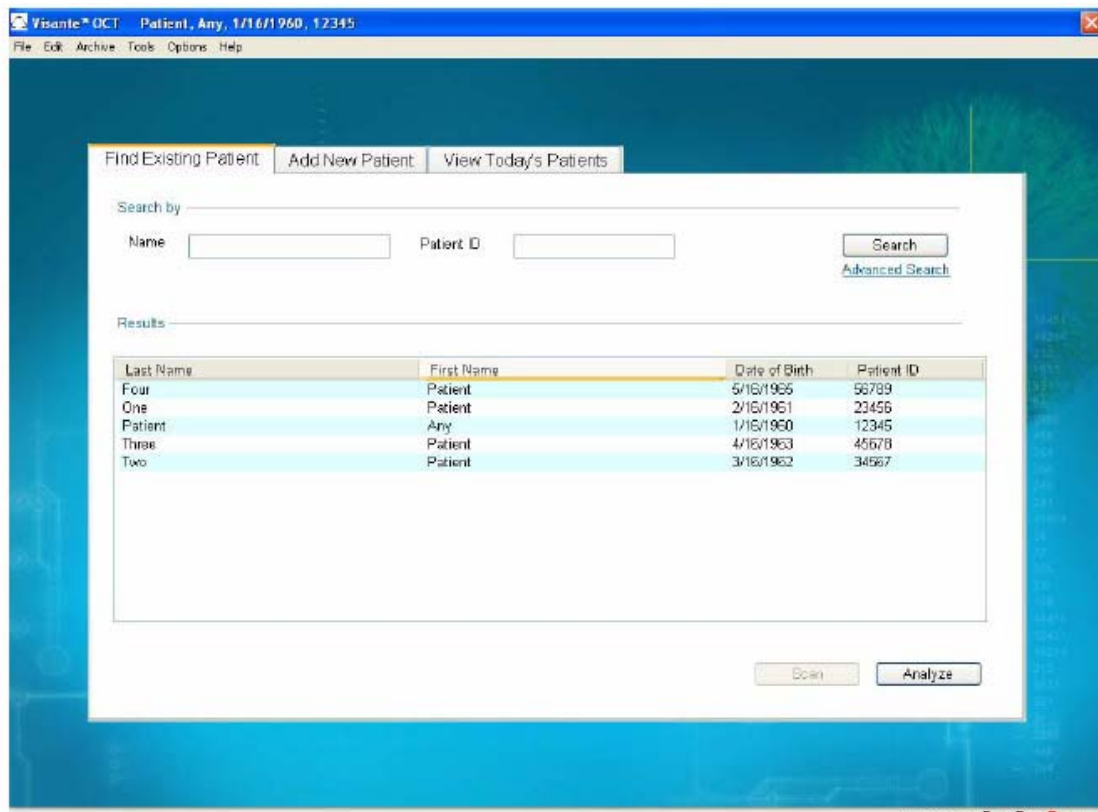 Visante™ OCT Patient, Any, 1/16/1960, 12345
File Edit Archive Tools Options Help
Find Existing Patient Add New Patient View Today's Patients
Search by
Name Patient ID Search
Advanced Search
Results
Last Name First Name Date of Birth Patient ID
Four Patient 5/16/1965 56789
One Patient 2/16/1961 23456
Patient Any 1/16/1960 12345
Three Patient 4/16/1963 45678
Two Patient 3/16/1962 34567
Scan Analyze